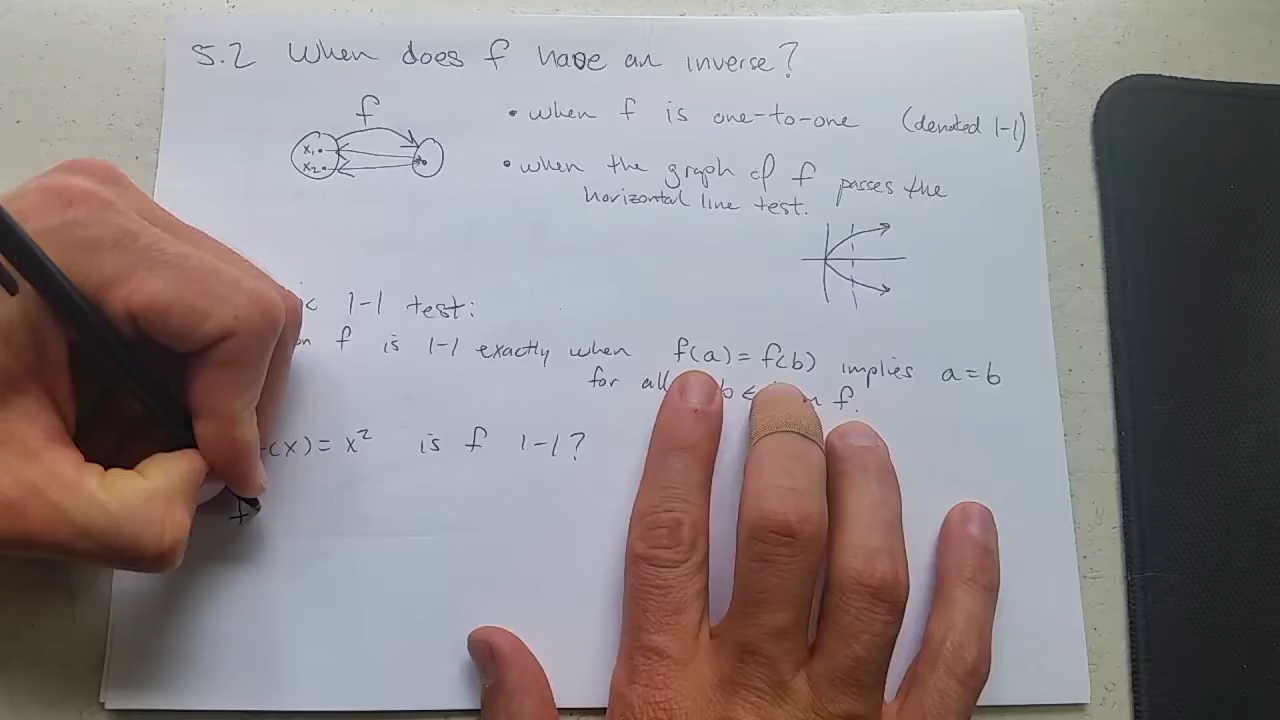 5.2 When does f have an inverse?
f
• when f is one-to-one (denoted 1-1)
x₁
x₂
• when the graph of f passes the
horizontal line test.
1-1 test:
f is 1-1 exactly when f(a) = f(b) implies a = b
for all b f.
(x) = x² is f 1-1?